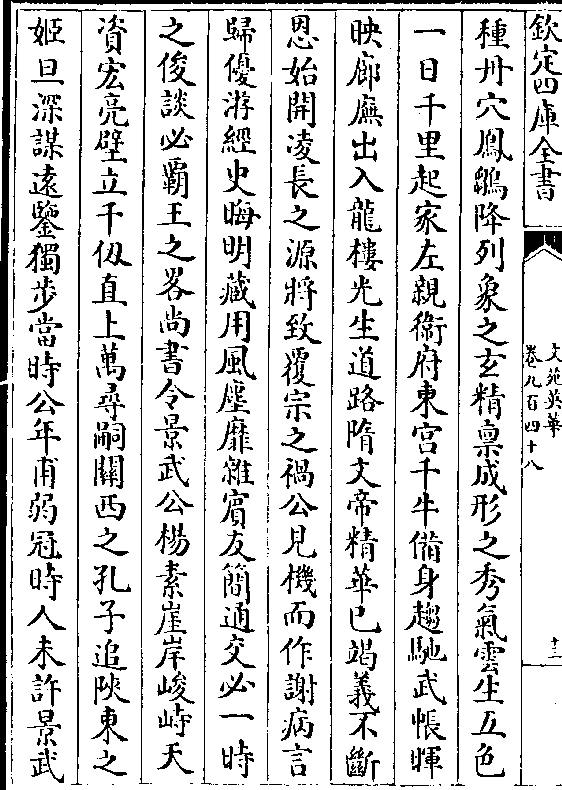 欽定四庫全書
文苑英華
卷九百四十八
十三
種丹穴鳳鶵降列象之玄精禀成形之秀氣雲生五色
一日千里起家左親衞府東宫千牛備身趨馳武帳暉
映廊廡出入龍樓光生道路隋文帝精華已竭義不斷
恩始開凌長之源將致覆宗之禍公見機而作謝病言
歸優游經史晦明藏用風塵靡雜賓友簡通交必一時
之俊談必霸王之畧尚書令景武公楊素崖岸峻峙天
資宏亮壁立千仭直上萬尋嗣關西之孔子追陜東之
姬旦深謀遠鑒獨步當時公年甫弱冠時人未許景武